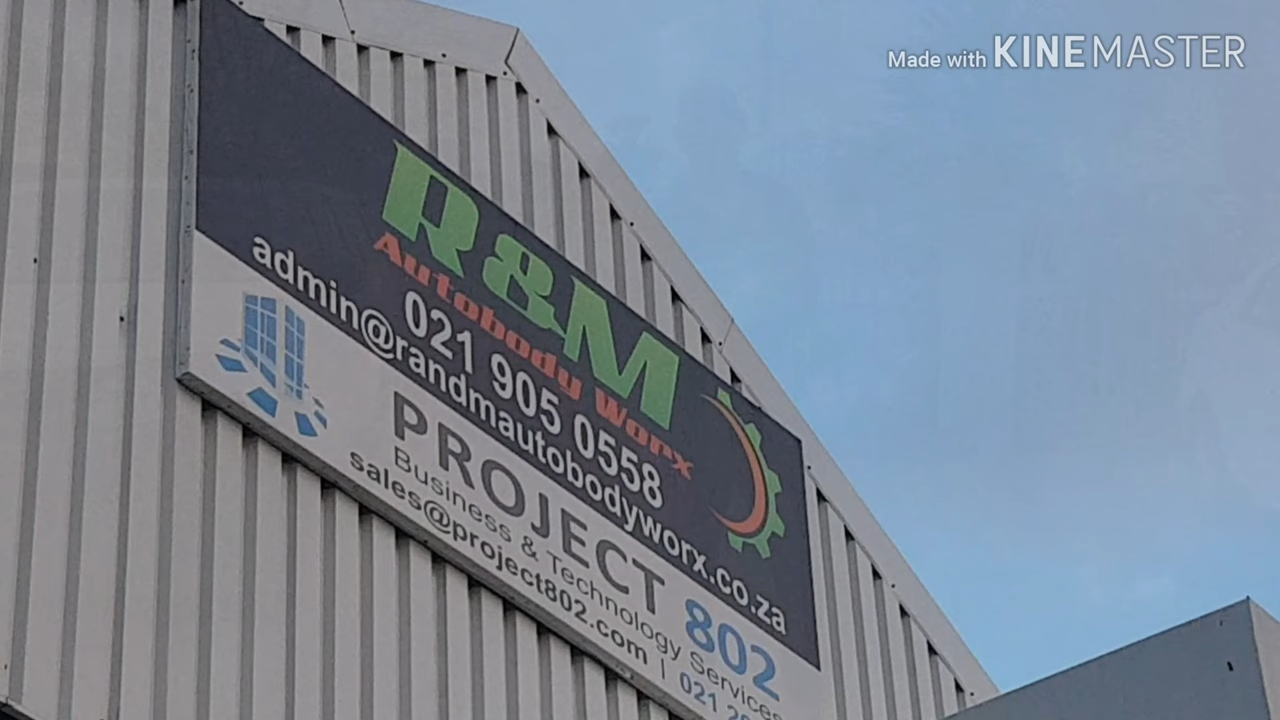 Made with KINEMASTER
R&M
Autobody Worx
021 905 0558
admin@randmautobodyworx.co.za
PROJECT 802
Business & Technology Services
sales@project802.com | 021